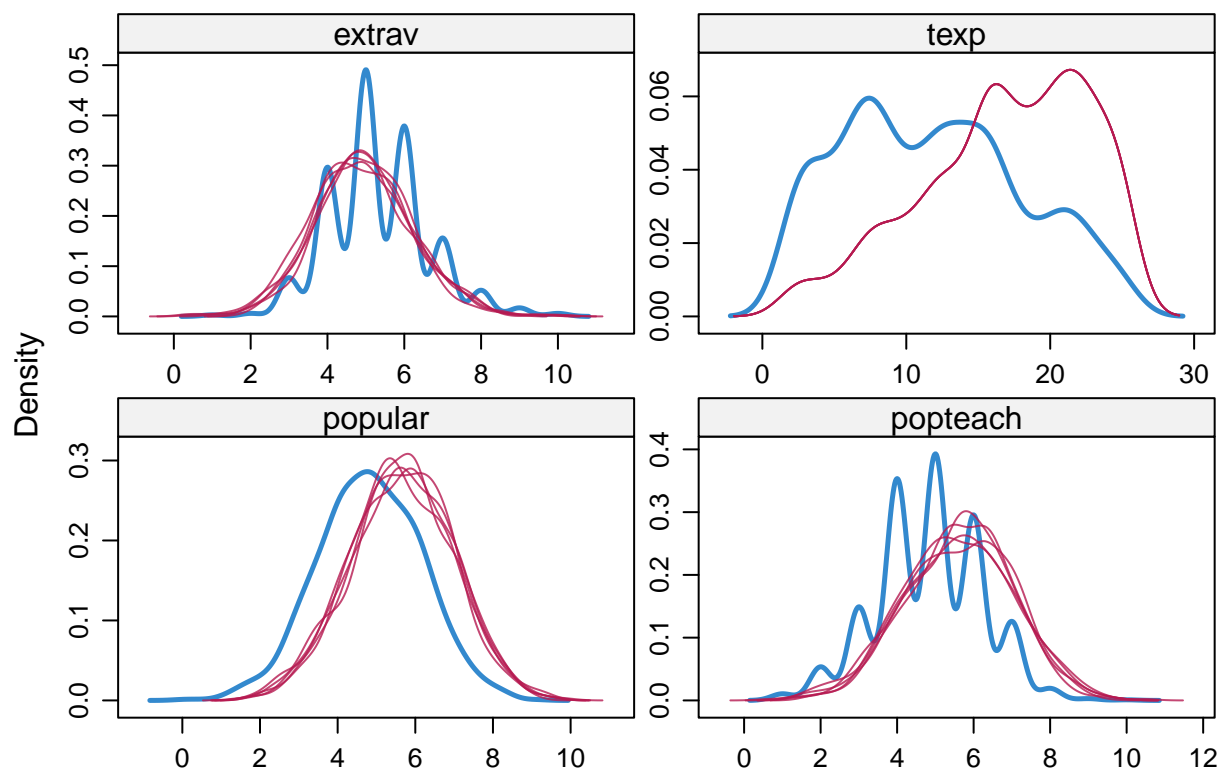 extrav
texp
0.0 0.1 0.2 0.3 0.4 0.5
0.00 0.02 0.04 0.06
0 2 4 6 8 10
0 10 20 30
Density
popular
popteach
0.0 0.1 0.2 0.3
0.0 0.1 0.2 0.3 0.4
0 2 4 6 8 10
0 2 4 6 8 10 12